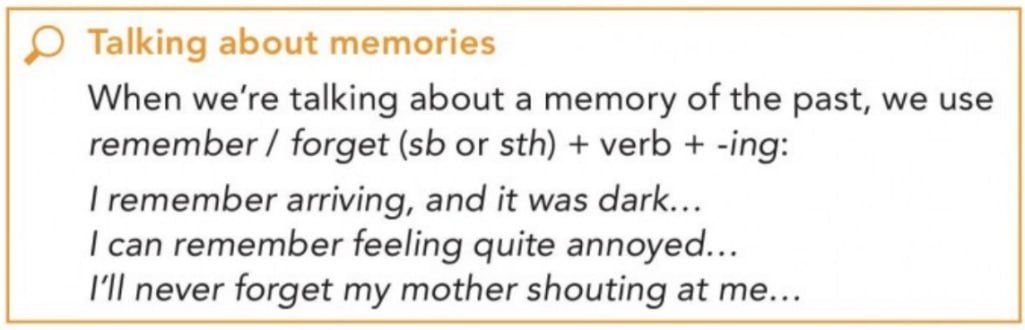 Talking about memories
When we're talking about a memory of the past, we use
remember / forget (sb or sth) + verb + -ing:
I remember arriving, and it was dark…
I can remember feeling quite annoyed…
I'll never forget my mother shouting at me…